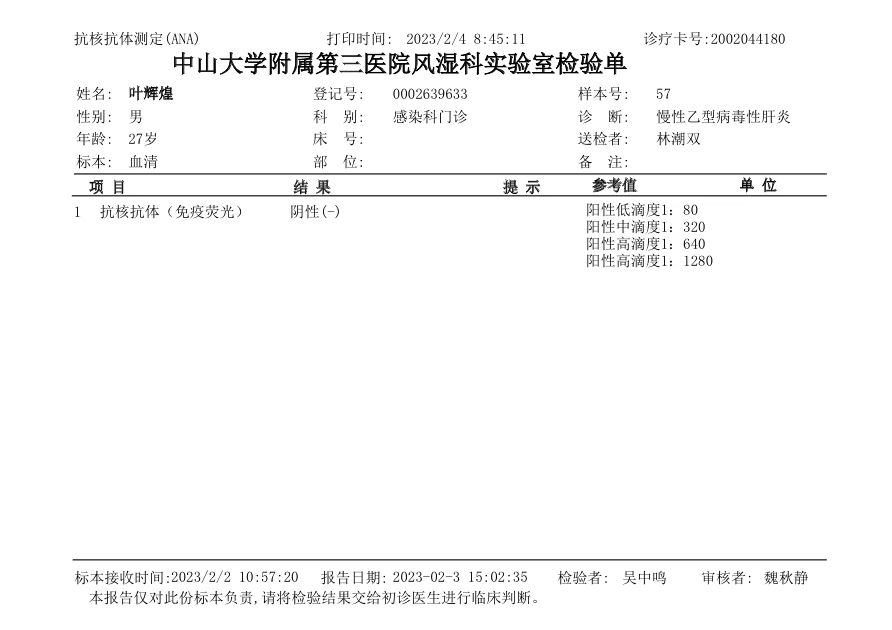 抗核抗体测定(ANA) 打印时间: 2023/2/4 8:45:11 诊疗卡号:2002044180
中山大学附属第三医院风湿科实验室检验单
姓名: 叶辉煌 登记号: 0002639633 样本号: 57
性别: 男 科 别: 感染科门诊 诊 断: 慢性乙型病毒性肝炎
年龄: 27岁 床 号: 送检者: 林潮双
标本: 血清 部 位: 备 注:
项 目 结 果 提 示 参考值 单 位
1 抗核抗体（免疫荧光） 阴性(-) 阳性低滴度1：80
阳性中滴度1：320
阳性高滴度1：640
阳性高滴度1：1280
标本接收时间:2023/2/2 10:57:20 报告日期: 2023-02-3 15:02:35 检验者: 吴中鸣 审核者: 魏秋静
本报告仅对此份标本负责,请将检验结果交给初诊医生进行临床判断。